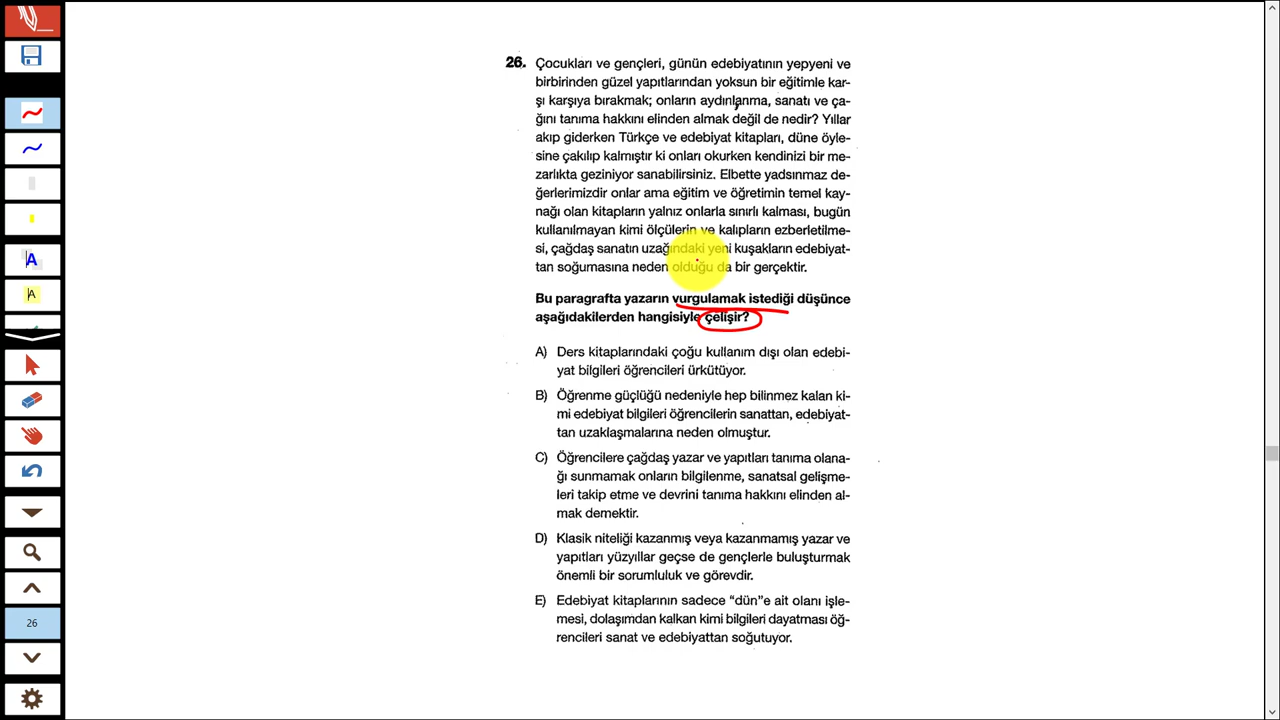 26. Çocukları ve gençleri, günün edebiyatının yepyeni ve
birbirinden güzel yapıtlarından yoksun bir eğitimle kar-
şı karşıya bırakmak; onların aydınlanma, sanatı ve ça-
ğını tanıma hakkını elinden almak değil de nedir? Yıllar
akıp giderken Türkçe ve edebiyat kitapları, düne öyle-
sine çakılıp kalmıştır ki onları okurken kendinizi bir me-
zarlıkta geziniyor sanabilirsiniz. Elbette yadsınmaz de-
ğerlerimizdir onlar ama eğitim ve öğretimin temel kay-
nağı olan kitapların yalnız onlarla sınırlı kalması, bugün
kullanılmayan kimi ölçülerin ve kalıpların ezberletilme-
si, çağdaş sanatın uzağındaki yeni kuşakların edebiyat-
tan soğumasına neden olduğu da bir gerçektir.
Bu paragrafta yazarın vurgulamak istediği düşünce
aşağıdakilerden hangisiyle çelişir?
A) Ders kitaplarındaki çoğu kullanım dışı olan edebi-
yat bilgileri öğrencileri ürkütüyor.
B) Öğrenme güçlüğü nedeniyle hep bilinmez kalan ki-
mi edebiyat bilgileri öğrencilerin sanattan, edebiyat-
tan uzaklaşmalarına neden olmuştur.
C) Öğrencilere çağdaş yazar ve yapıtları tanıma olana-
ğı sunmamak onların bilgilenme, sanatsal gelişme-
leri takip etme ve devrini tanıma hakkını elinden al-
mak demektir.
D) Klasik niteliği kazanmış veya kazanmamış yazar ve
yapıtları yüzyıllar geçse de gençlerle buluşturmak
önemli bir sorumluluk ve görevdir.
E) Edebiyat kitaplarının sadece “dün”e ait olanı işle-
mesi, dolaşımdan kalkan kimi bilgileri dayatması öğ-
rencileri sanat ve edebiyattan soğutuyor.
A
A
26